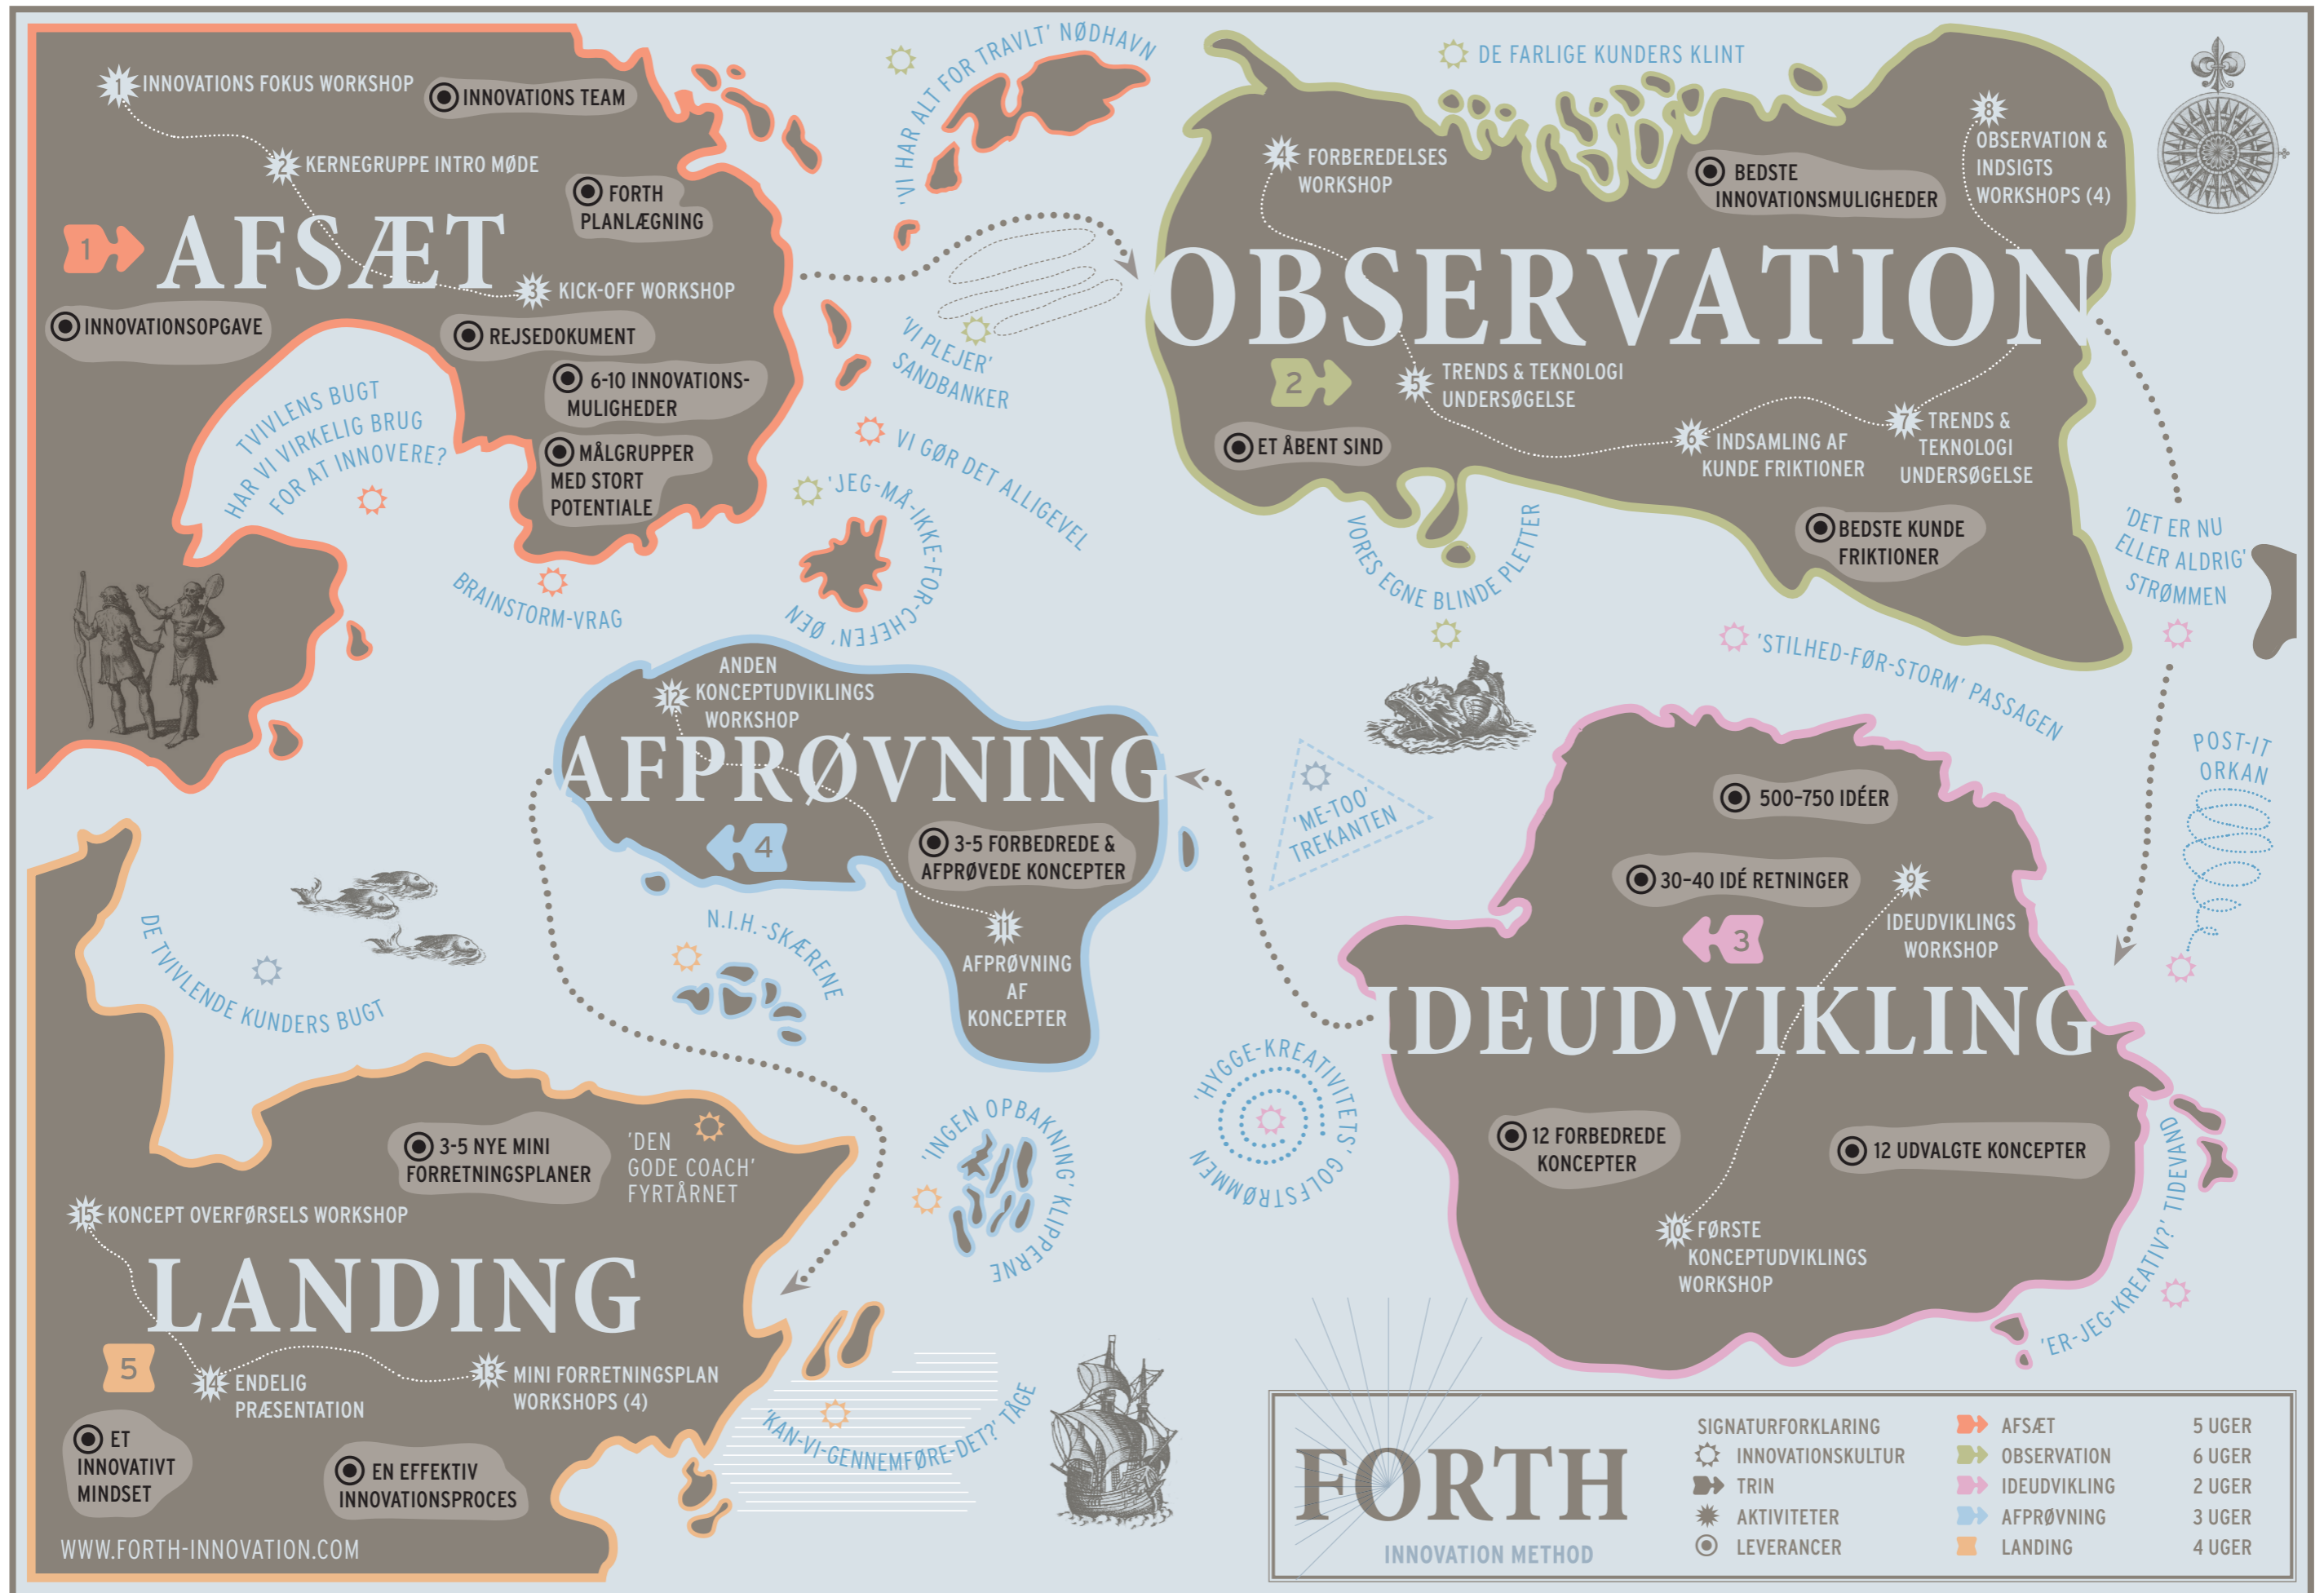 1
INNOVATIONS FOKUS WORKSHOP
INNOVATIONS TEAM
2
KERNEGRUPPE INTRO MØDE
FORTH
PLANLÆGNING
1
AFSÆT
3
KICK-OFF WORKSHOP
INNOVATIONSOPGAVE
REJSEDOKUMENT
6-10 INNOVATIONS-
MULIGHEDER
MÅLGRUPPER
MED STORT
POTENTIALE
TVIVLENS BUGT
HAR VI VIRKELIG BRUG
FOR AT INNOVERE?
BRAINSTORM-VRAG
'VI HAR ALT FOR TRAVLT' NØDHAVN
'VI PLEJER'
SANDBANKER
VI GØR DET ALLIGEVEL
'JEG-MÅ-IKKE-FOR-CHEFEN' ØEN
DE FARLIGE KUNDERS KLINT
4
FORBEREDELSES
WORKSHOP
BEDSTE
INNOVATIONSMULIGHEDER
8
OBSERVATION &
INDSIGTS
WORKSHOPS (4)
OBSERVATION
2
5
TRENDS & TEKNOLOGI
UNDERSØGELSE
ET ÅBENT SIND
6
INDSAMLING AF
KUNDE FRIKTIONER
7
TRENDS &
TEKNOLOGI
UNDERSØGELSE
BEDSTE KUNDE
FRIKTIONER
VORES EGNE BLINDE PLETTER
'DET ER NU
ELLER ALDRIG'
STRØMMEN
'STILHED-FØR-STORM' PASSAGEN
POST-IT
ORKAN
12
ANDEN
KONCEPTUDVIKLINGS
WORKSHOP
AFPRØVNING
4
3-5 FORBEDREDE &
AFPRØVEDE KONCEPTER
11
AFPRØVNING
AF
KONCEPTER
'ME-TOO'
TREKANTEN
N.I.H.-SKÆRENE
DE TVIVLENDE KUNDERS BUGT
500-750 IDÉER
30-40 IDÉ RETNINGER
9
IDEUDVIKLINGS
WORKSHOP
3
IDEUDVIKLING
12 FORBEDREDE
KONCEPTER
12 UDVALGTE KONCEPTER
10
FØRSTE
KONCEPTUDVIKLINGS
WORKSHOP
'HYGGE-KREATIVITETS' GOLFSTRØMMEN
'ER-JEG-KREATIV?' TIDEVAND
'INGEN OPBAKNING' KLIPPERNE
3-5 NYE MINI
FORRETNINGSPLANER
'DEN
GODE COACH'
FYRTÅRNET
15
KONCEPT OVERFØRSELS WORKSHOP
LANDING
5
14
ENDELIG
PRÆSENTATION
13
MINI FORRETNINGSPLAN
WORKSHOPS (4)
ET
INNOVATIVT
MINDSET
EN EFFEKTIV
INNOVATIONSPROCES
'KAN-VI-GENNEMFØRE-DET?' TÅGE
WWW.FORTH-INNOVATION.COM
FORTH
INNOVATION METHOD
SIGNATURFORKLARING
INNOVATIONSKULTUR
TRIN
AKTIVITETER
LEVERANCER
AFSÆT 5 UGER
OBSERVATION 6 UGER
IDEUDVIKLING 2 UGER
AFPRØVNING 3 UGER
LANDING 4 UGER